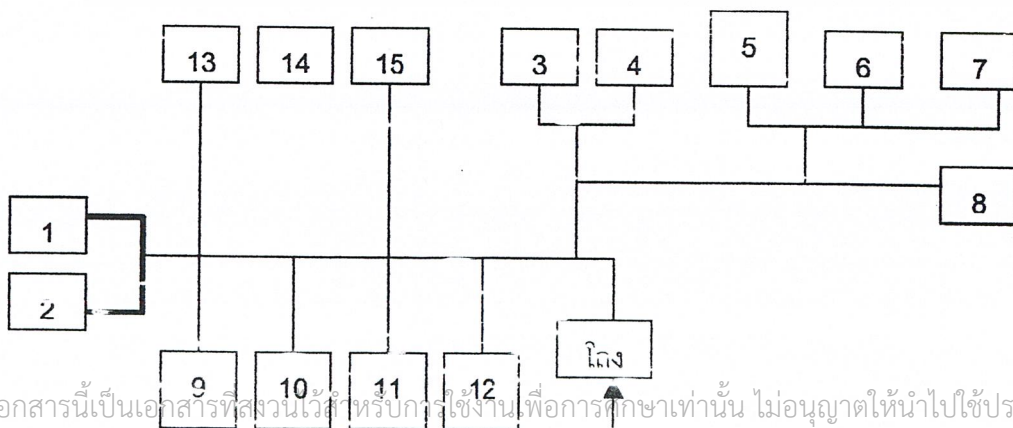 13 14 15 3 4 5 6 7
1 8
2
โถง
9 10 11 12
อกสารนี้เป็นเอกสารที่สงวนไว้สำหรับการใช้งานเพื่อการศึกษาเท่านั้น ไม่อนุญาตให้นำไปใช้ประ